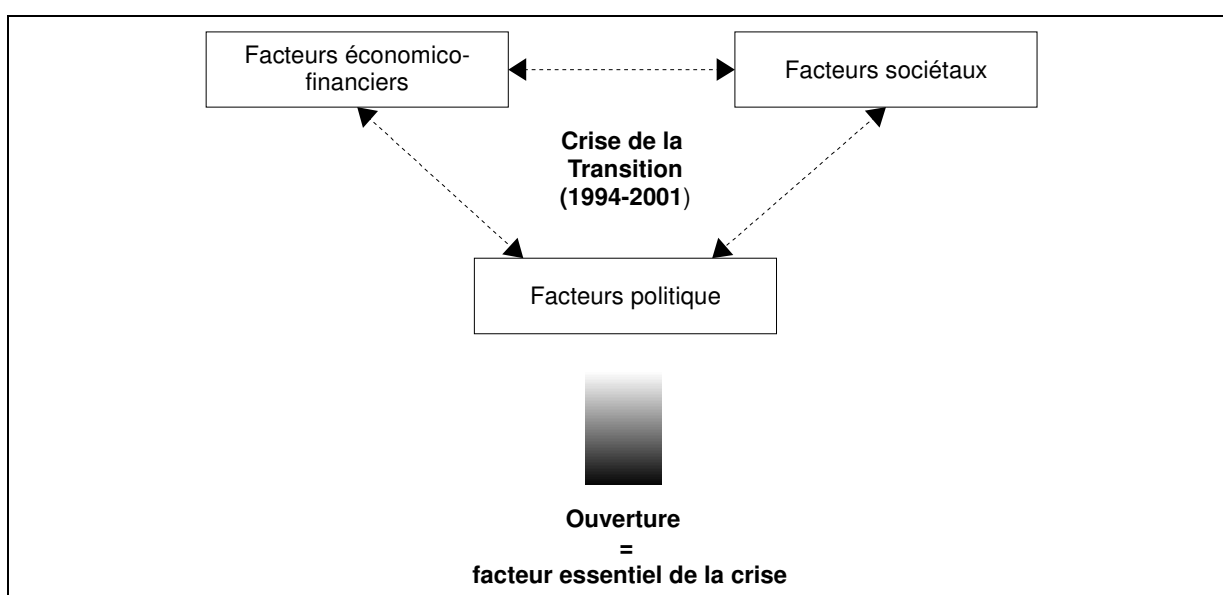 Facteurs économico-
financiers
Facteurs sociétaux
Crise de la
Transition
(1994-2001)
Facteurs politique
Ouverture
=
facteur essentiel de la crise